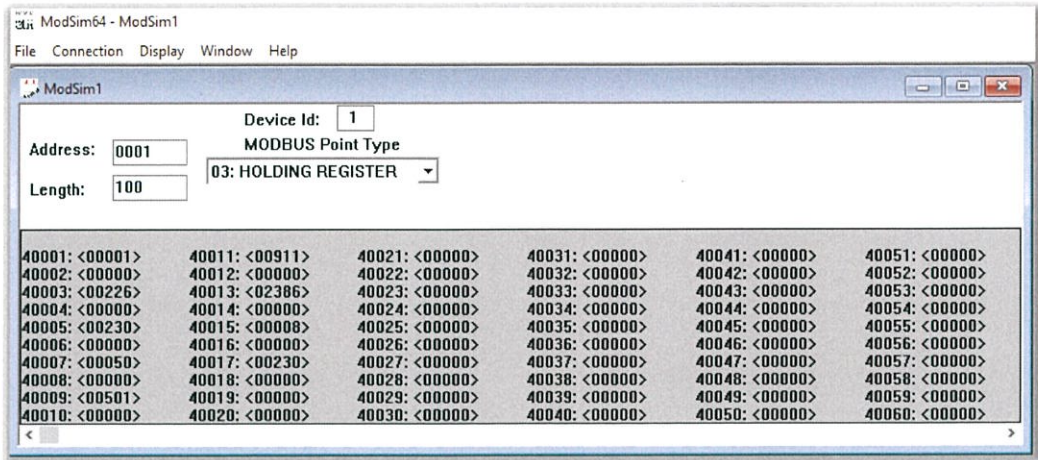 ModSim64 - ModSim1
File Connection Display Window Help
ModSim1
Device Id: 1
MODBUS Point Type
Address: 0001
03: HOLDING REGISTER
Length: 100
40001: <00001> 40011: <00911> 40021: <00000> 40031: <00000> 40041: <00000> 40051: <00000>
40002: <00000> 40012: <00000> 40022: <00000> 40032: <00000> 40042: <00000> 40052: <00000>
40003: <00226> 40013: <02386> 40023: <00000> 40033: <00000> 40043: <00000> 40053: <00000>
40004: <00000> 40014: <00000> 40024: <00000> 40034: <00000> 40044: <00000> 40054: <00000>
40005: <00230> 40015: <00008> 40025: <00000> 40035: <00000> 40045: <00000> 40055: <00000>
40006: <00000> 40016: <00000> 40026: <00000> 40036: <00000> 40046: <00000> 40056: <00000>
40007: <00050> 40017: <00230> 40027: <00000> 40037: <00000> 40047: <00000> 40057: <00000>
40008: <00000> 40018: <00000> 40028: <00000> 40038: <00000> 40048: <00000> 40058: <00000>
40009: <00501> 40019: <00000> 40029: <00000> 40039: <00000> 40049: <00000> 40059: <00000>
40010: <00000> 40020: <00000> 40030: <00000> 40040: <00000> 40050: <00000> 40060: <00000>